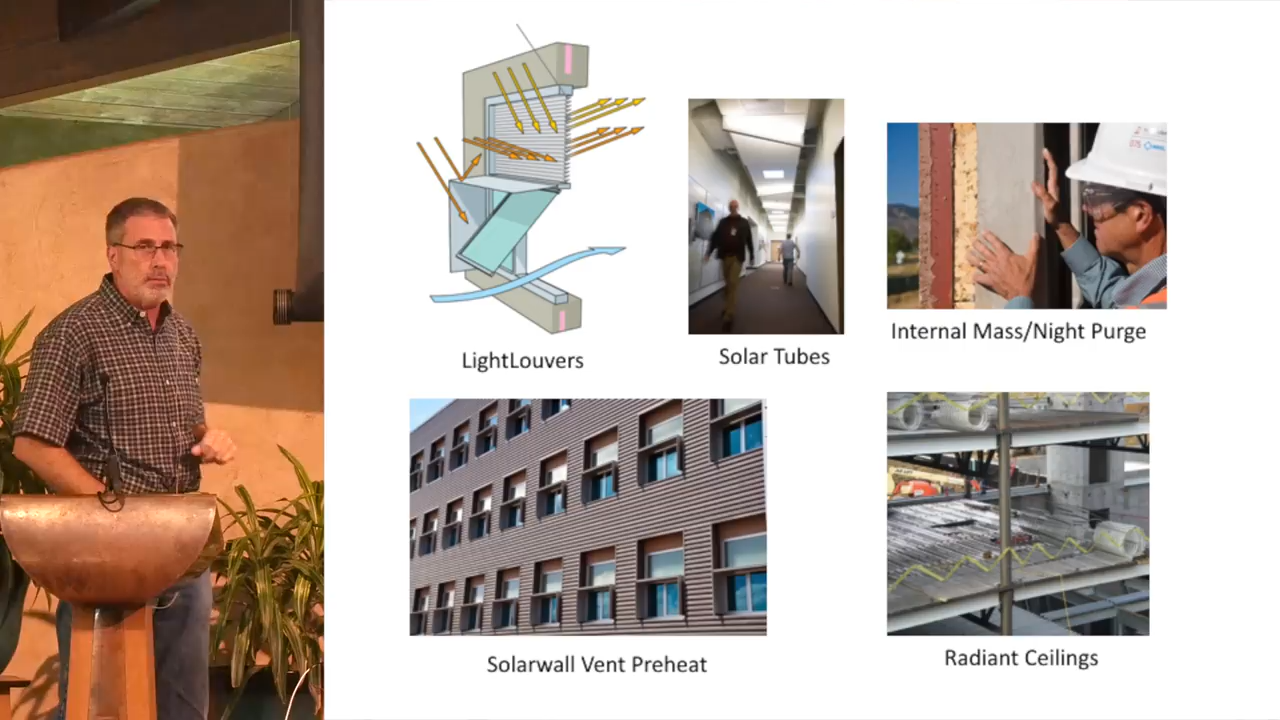 LightLouvers
Solar Tubes
Internal Mass/Night Purge
Solarwall Vent Preheat
Radiant Ceilings